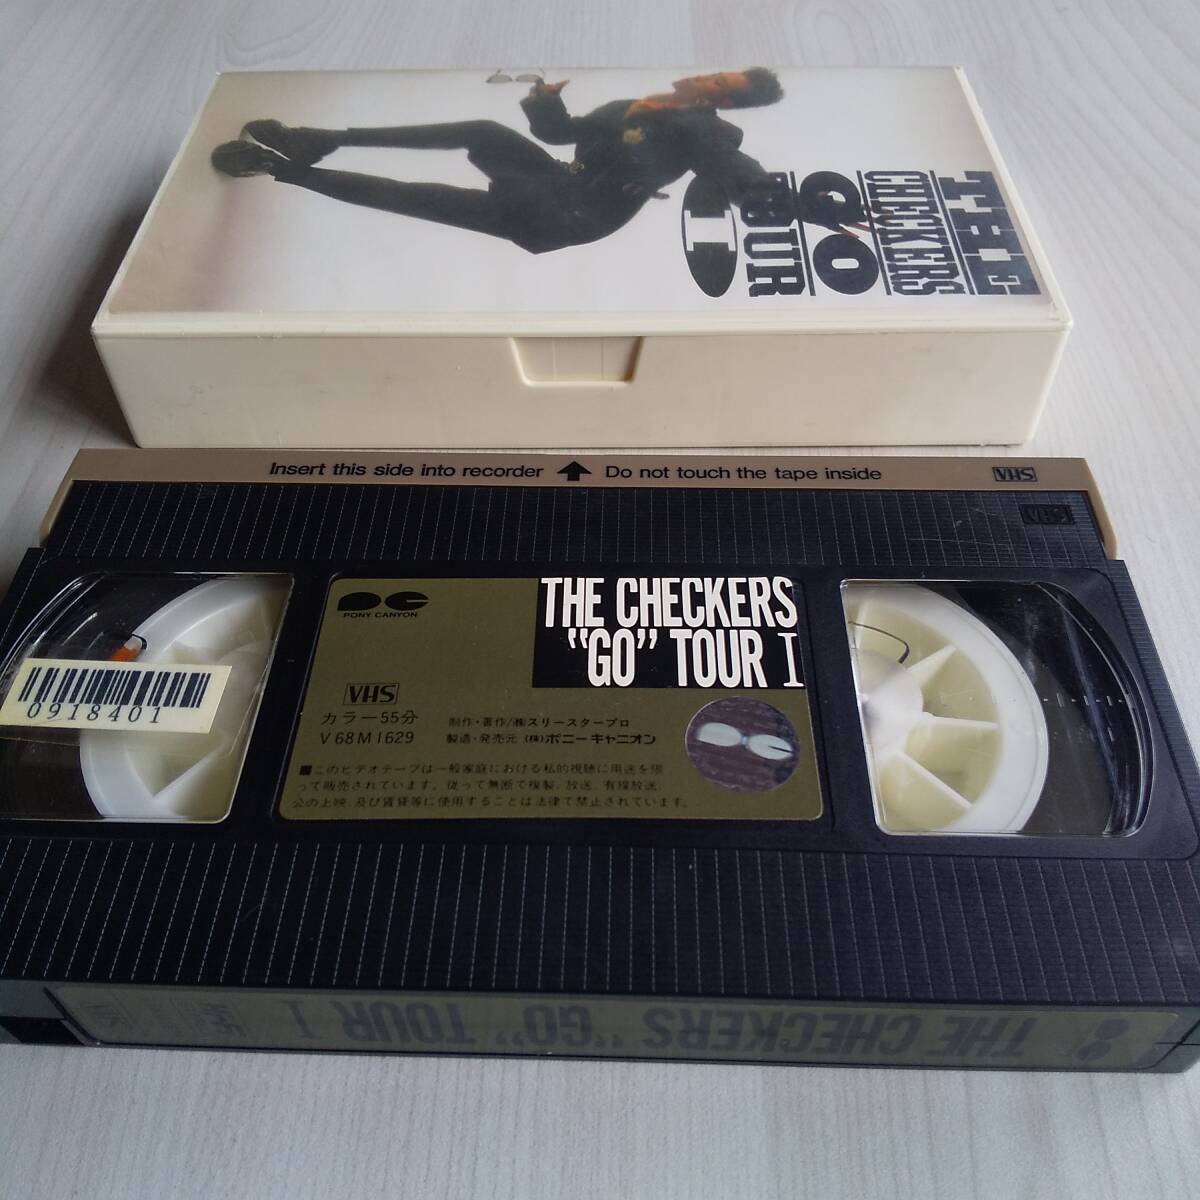 THE
CHECKERS
GO
TOUR
I
Insert this side into recorder ⬆ Do not touch the tape inside
VHS
VHS
PONY CANYON
THE CHECKERS
"GO" TOUR I
VHS
カラー55分
V68M1629
制作・著作/㈱スリースタープロ
製造・発売元 (株)ポニーキャニオン
■このビデオテープは一般家庭における私的視聴に用途を限
って販売されています。従って無断で複製、放送、有線放送、
公の上映、及び賃貸等に使用することは法律で禁止されています。
0918401
THE CHECKERS "GO" TOUR I